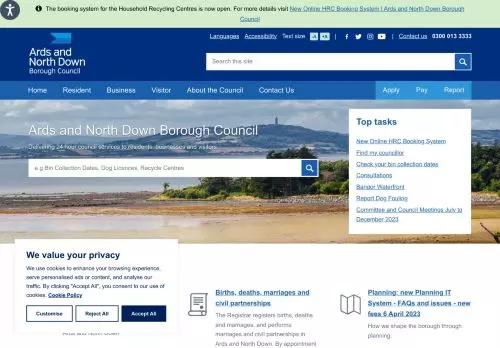 The booking system for the Household Recycling Centres is now open. For more details visit New Online HRC Booking System | Ards and North Down Borough
Council
Ards and
North Down
Borough Council
Languages Accessibility Text size -A +A Contact us 0300 013 3333
Search this site
Home Resident Business Visitor About the Council Contact Us Apply Pay Report
Ards and North Down Borough Council
Delivering 24 hour council services to residents, businesses and visitors
e.g Bin Collection Dates, Dog Licences, Recycle Centres
Top tasks
New Online HRC Booking System
Find my councillor
Check your bin collection dates
Consultations
Bangor Waterfront
Report Dog Fouling
Committee and Council Meetings July to
December 2023
We value your privacy
We use cookies to enhance your browsing experience,
serve personalised ads or content, and analyse our
traffic. By clicking "Accept All", you consent to our use of
cookies. Cookie Policy
Customise Reject All Accept All
Ards and North Down
Births, deaths, marriages and
civil partnerships
The Registrar registers births,
deaths and marriages, and performs
marriages and civil partnerships in
Ards and North Down. By appointment
Planning: new Planning IT
System - FAQs and issues - new
fees 6 April 2023
How we shape the borough through
planning.